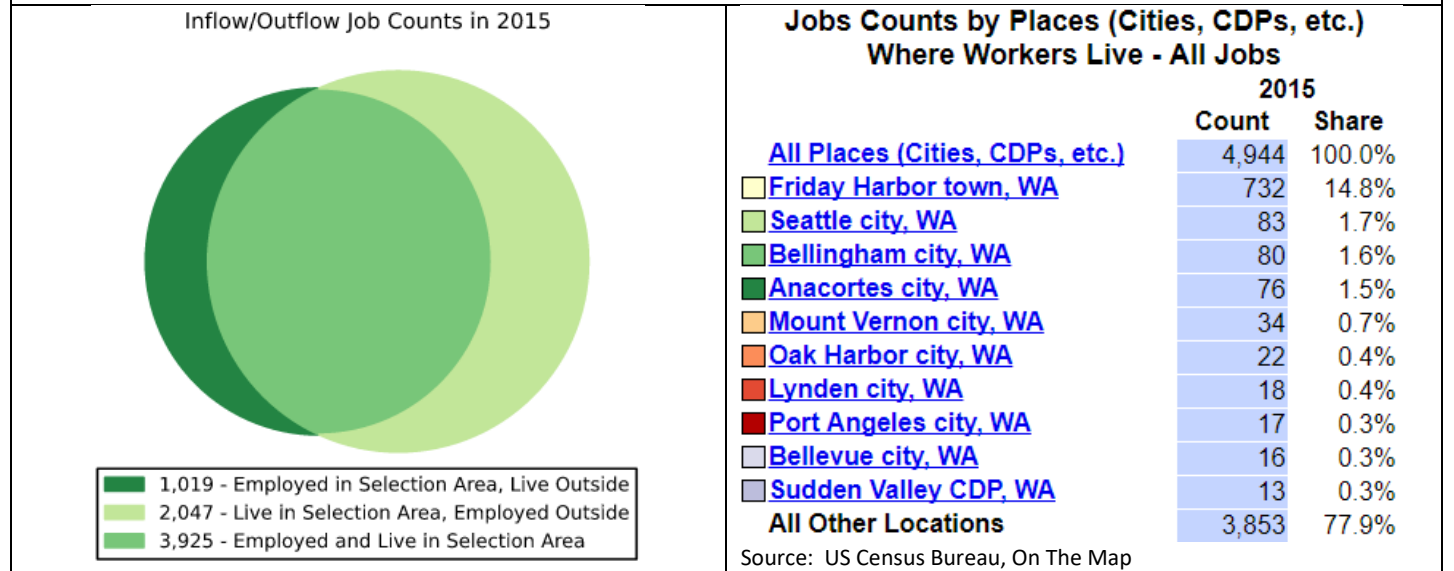 Inflow/Outflow Job Counts in 2015
1,019 - Employed in Selection Area, Live Outside
2,047 - Live in Selection Area, Employed Outside
3,925 - Employed and Live in Selection Area
Jobs Counts by Places (Cities, CDPs, etc.)
Where Workers Live - All Jobs
2015
Count Share
All Places (Cities, CDPs, etc.) 4,944 100.0%
Friday Harbor town, WA 732 14.8%
Seattle city, WA 83 1.7%
Bellingham city, WA 80 1.6%
Anacortes city, WA 76 1.5%
Mount Vernon city, WA 34 0.7%
Oak Harbor city, WA 22 0.4%
Lynden city, WA 18 0.4%
Port Angeles city, WA 17 0.3%
Bellevue city, WA 16 0.3%
Sudden Valley CDP, WA 13 0.3%
All Other Locations 3,853 77.9%
Source: US Census Bureau, On The Map